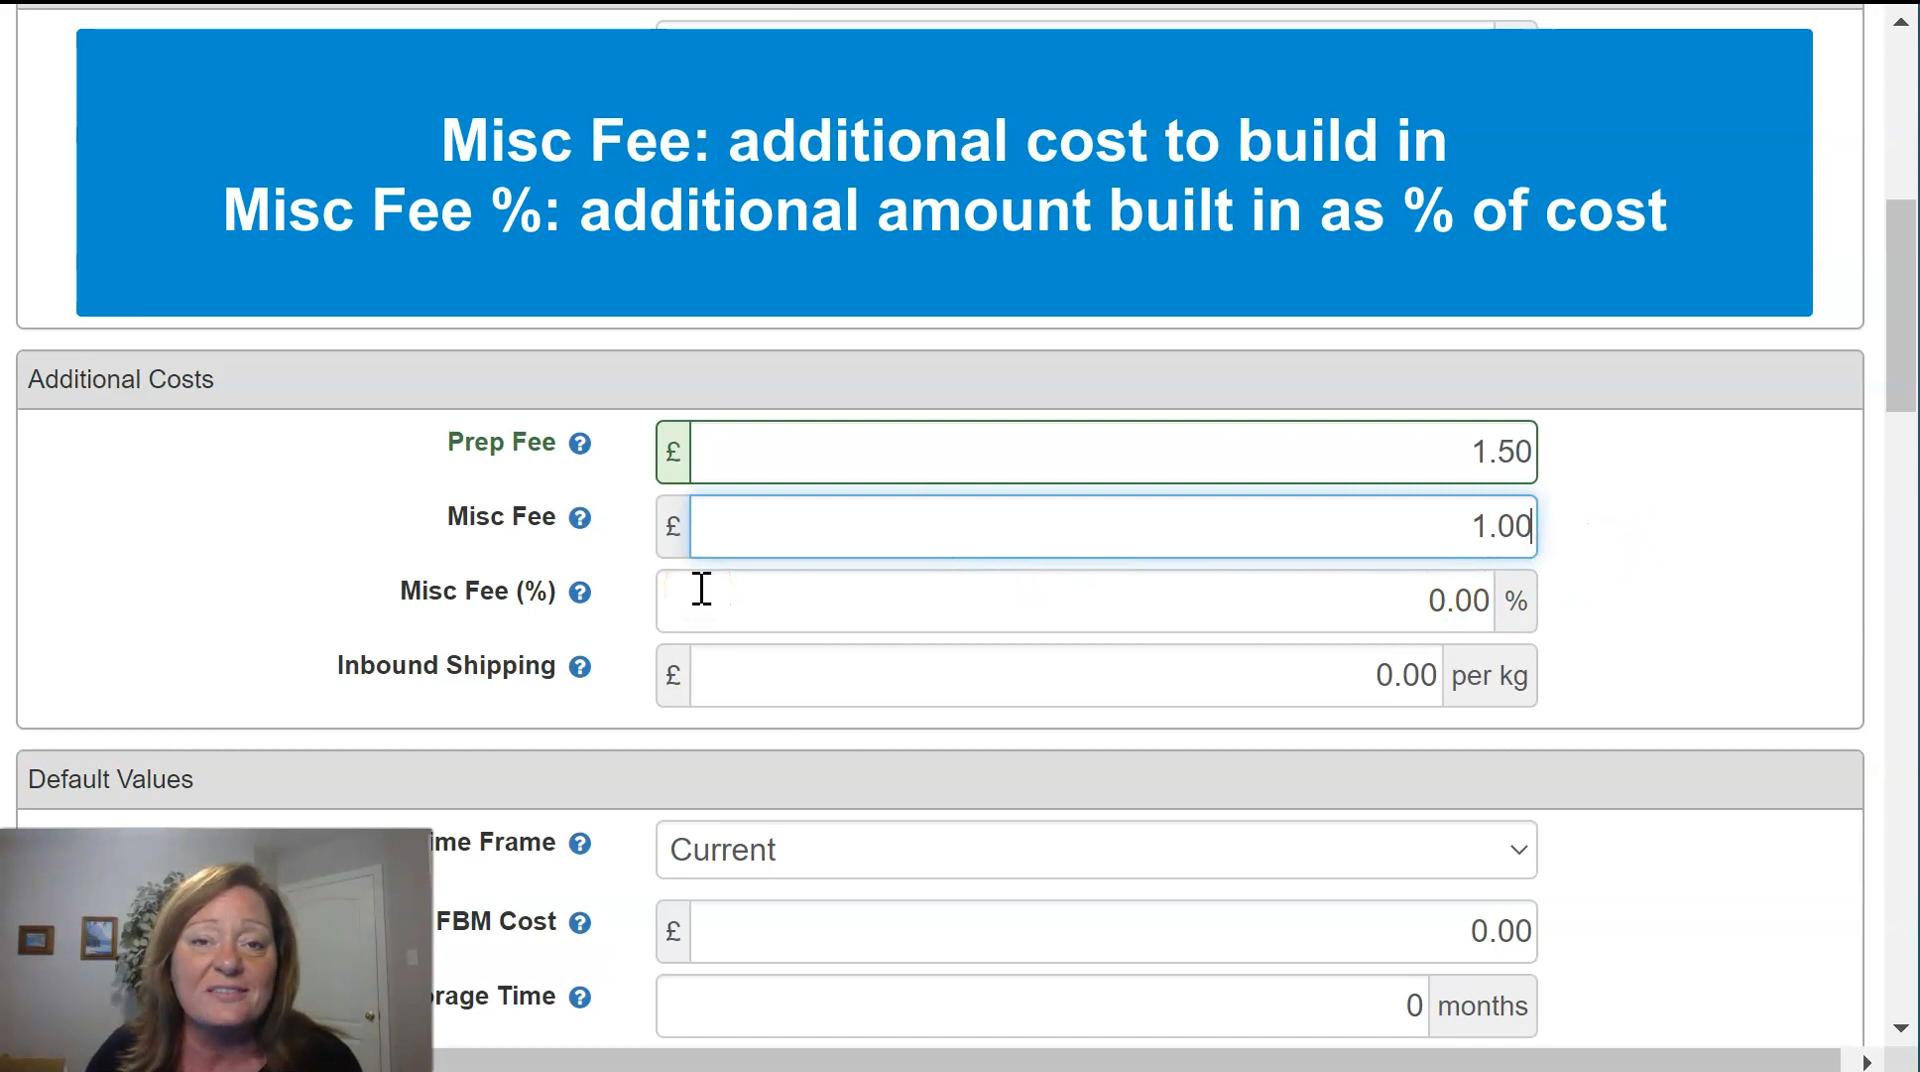 Misc Fee: additional cost to build in
Misc Fee %: additional amount built in as % of cost
Additional Costs
Prep Fee ? £ 1.50
Misc Fee ? £ 1.00
Misc Fee (%) ? 0.00 %
Inbound Shipping ? £ 0.00 per kg
Default Values
ime Frame ? Current
FBM Cost ? £ 0.00
orage Time ? 0 months